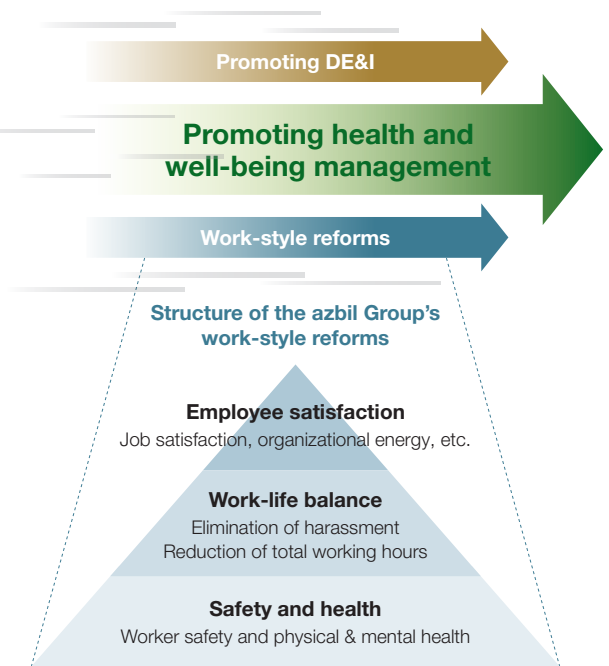 Promoting DE&I
Promoting health and
well-being management
Work-style reforms
Structure of the azbil Group's
work-style reforms
Employee satisfaction
Job satisfaction, organizational energy, etc.
Work-life balance
Elimination of harassment
Reduction of total working hours
Safety and health
Worker safety and physical & mental health